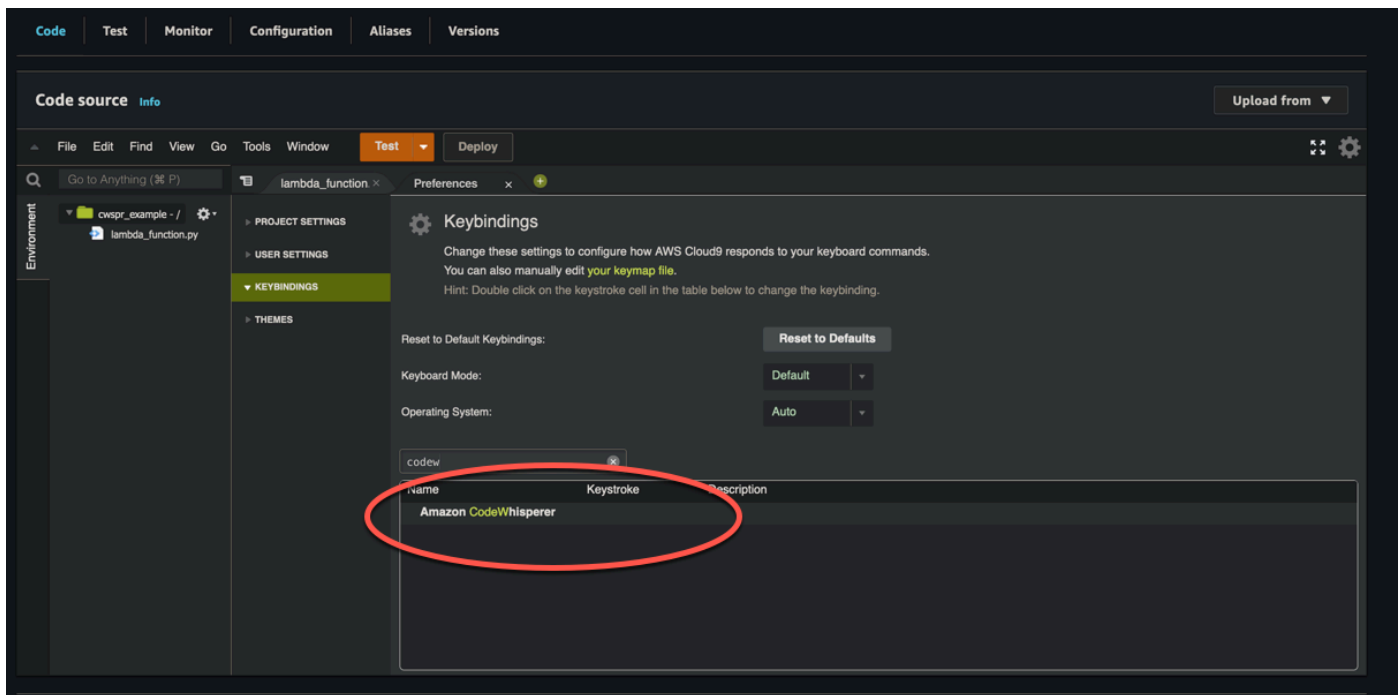 Code Test Monitor Configuration Aliases Versions
Code source Info
Upload from
File Edit Find View Go Tools Window Test Deploy
Go to Anything (⌘ P)
lambda_function
Preferences
Environment
cwspr_example - /
lambda_function.py
PROJECT SETTINGS
USER SETTINGS
KEYBINDINGS
THEMES
Keybindings
Change these settings to configure how AWS Cloud9 responds to your keyboard commands.
You can also manually edit your keymap file.
Hint: Double click on the keystroke cell in the table below to change the keybinding.
Reset to Default Keybindings: Reset to Defaults
Keyboard Mode: Default
Operating System: Auto
codew
Name Keystroke Description
Amazon CodeWhisperer